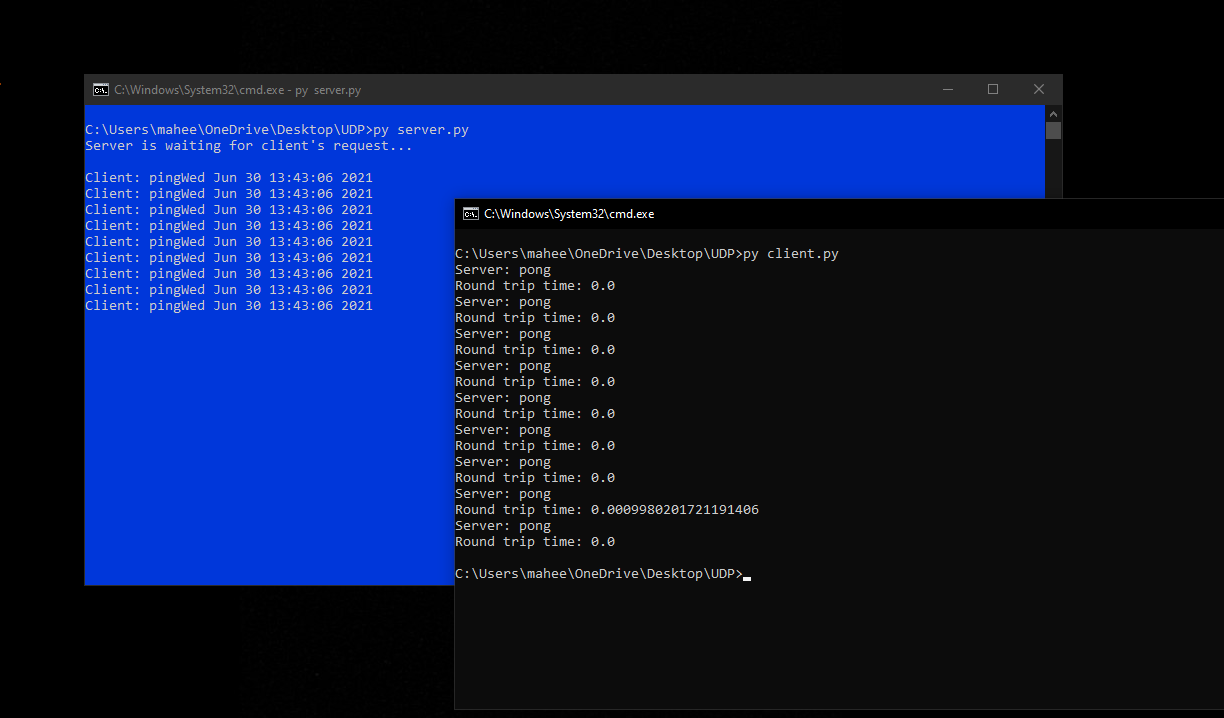 C:\Windows\System32\cmd.exe - py server.py
C:\Users\mahee\OneDrive\Desktop\UDP>py server.py
Server is waiting for client's request...
Client: pingWed Jun 30 13:43:06 2021
Client: pingWed Jun 30 13:43:06 2021
Client: pingWed Jun 30 13:43:06 2021
Client: pingWed Jun 30 13:43:06 2021
Client: pingWed Jun 30 13:43:06 2021
Client: pingWed Jun 30 13:43:06 2021
Client: pingWed Jun 30 13:43:06 2021
Client: pingWed Jun 30 13:43:06 2021
Client: pingWed Jun 30 13:43:06 2021
C:\Windows\System32\cmd.exe
C:\Users\mahee\OneDrive\Desktop\UDP>py client.py
Server: pong
Round trip time: 0.0
Server: pong
Round trip time: 0.0
Server: pong
Round trip time: 0.0
Server: pong
Round trip time: 0.0
Server: pong
Round trip time: 0.0
Server: pong
Round trip time: 0.0
Server: pong
Round trip time: 0.0
Server: pong
Round trip time: 0.0009980201721191406
Server: pong
Round trip time: 0.0
C:\Users\mahee\OneDrive\Desktop\UDP>